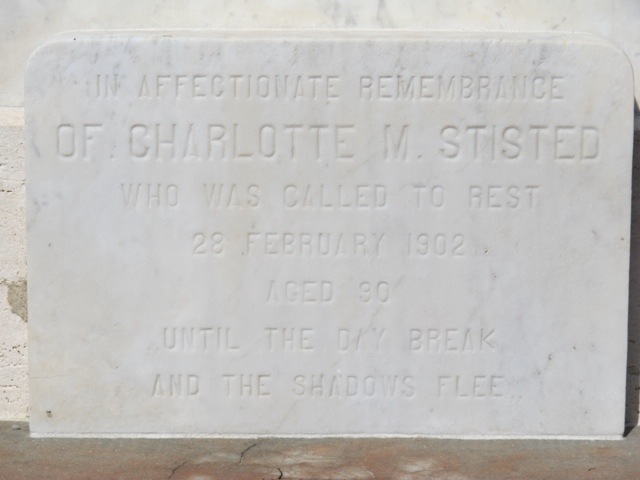 IN AFFECTIONATE REMEMBRANCE
OF CHARLOTTE M. STISTED
WHO WAS CALLED TO REST
28 FEBRUARY 1902
AGED 90
„UNTIL THE DAY BREAK
AND THE SHADOWS FLEE„